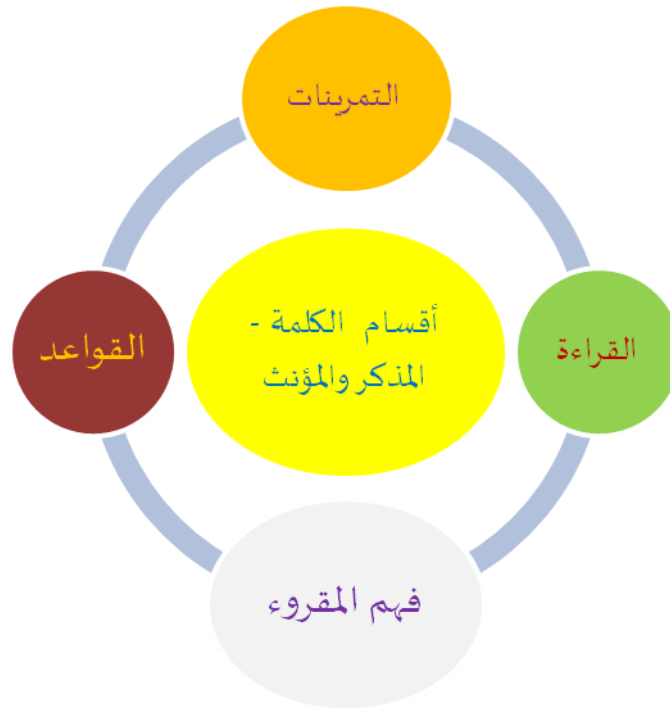 التمرينات
أقسام الكلمة -
المذكر والمؤنث
القراءة
القواعد
فهم المقروء